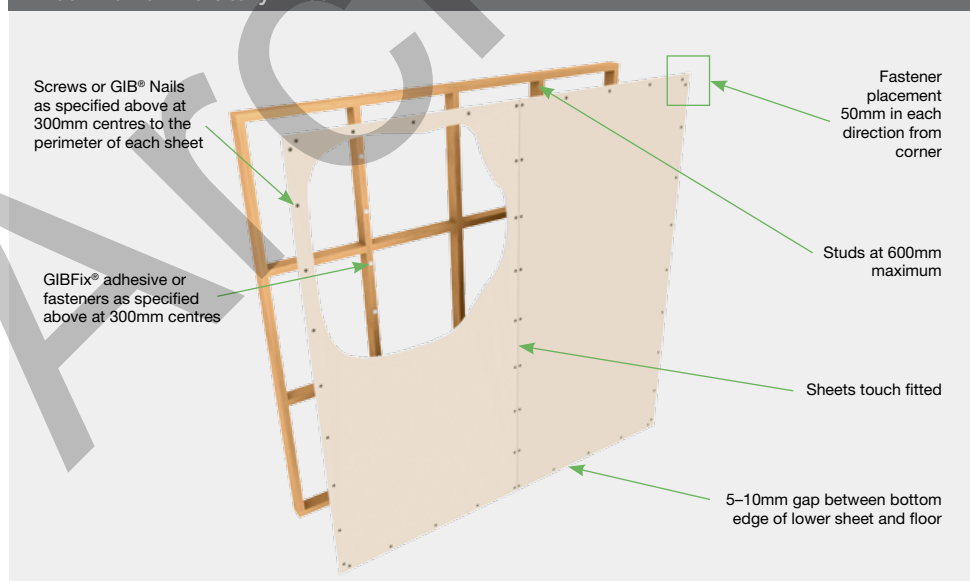 Screws or GIB® Nails
as specified above at
300mm centres to the
perimeter of each sheet
GIBFix® adhesive or
fasteners as specified
above at 300mm centres
Fastener
placement
50mm in each
direction from
corner
Studs at 600mm
maximum
Sheets touch fitted
5–10mm gap between bottom
edge of lower sheet and floor